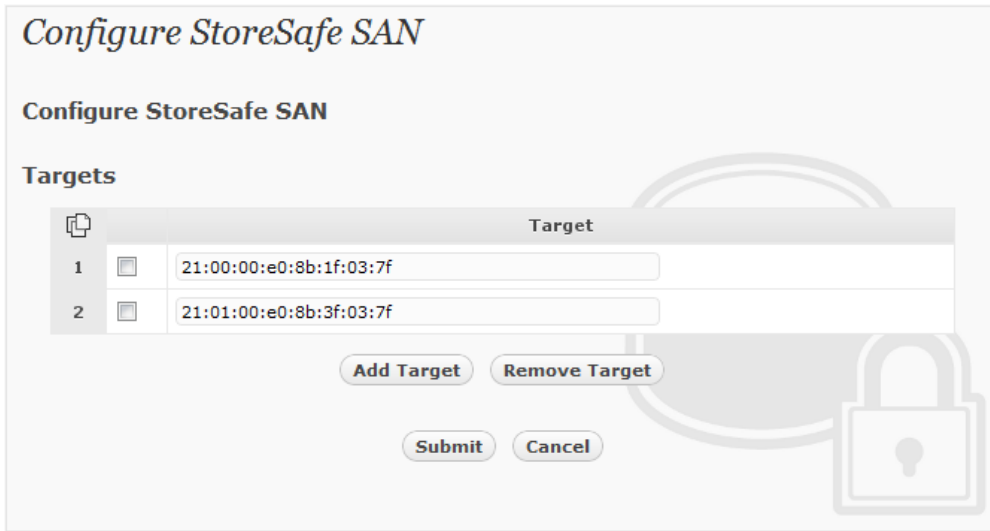 Configure StoreSafe SAN
Configure StoreSafe SAN
Targets
Target
1 21:00:00:e0:8b:1f:03:7f
2 21:01:00:e0:8b:3f:03:7f
Add Target Remove Target
Submit Cancel